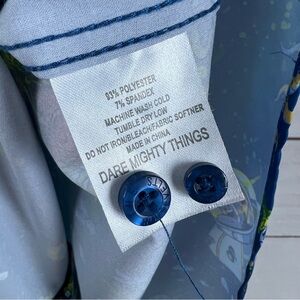 93% POLYESTER
7% SPANDEX
MACHINE WASH COLD
TUMBLE DRY LOW
DO NOT IRON/BLEACH/FABRIC SOFTNER
MADE IN CHINA
DARE MIGHTY THINGS